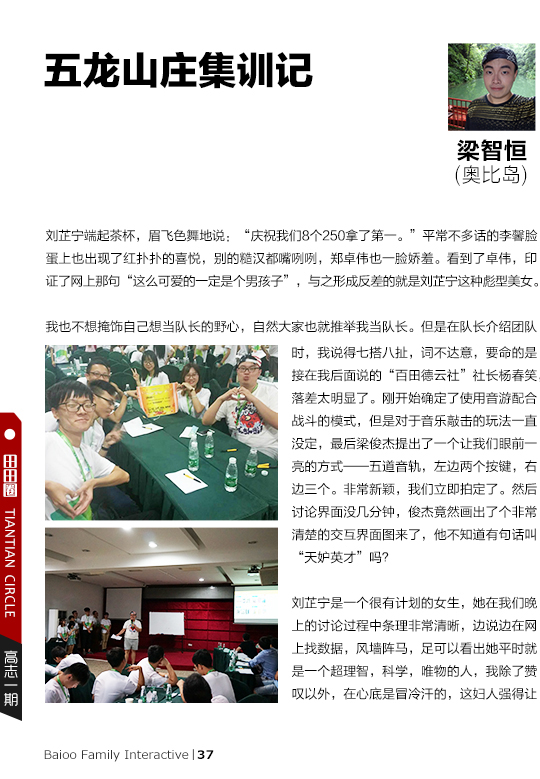 五龙山庄集训记
梁智恒
(奥比岛)
刘芷宁端起茶杯，眉飞色舞地说：“庆祝我们8个250拿了第一。”平常不多话的李馨脸
蛋上也出现了红扑扑的喜悦，别的糙汉都嘴咧咧，郑卓伟也一脸娇羞。看到了卓伟，印
证了网上那句“这么可爱的一定是个男孩子”，与之形成反差的就是刘芷宁这种彪型美女。
我也不想掩饰自己想当队长的野心，自然大家也就推举我当队长。但是在队长介绍团队
时，我说得七搭八扯，词不达意，要命的是
接在我后面说的“百田德云社”社长杨春笑，
落差太明显了。刚开始确定了使用音游配合
战斗的模式，但是对于音乐敲击的玩法一直
没定，最后梁俊杰提出了一个让我们眼前一
亮的方式——五道音轨，左边两个按键，右
边三个。非常新颖，我们立即拍定了。然后
讨论界面没几分钟，俊杰竟然画出了个非常
清楚的交互界面图来了，他不知道有句话叫
“天妒英才”吗？
刘芷宁是一个很有计划的女生，她在我们晚
上的讨论过程中条理非常清晰，边说边在网
上找数据，风墙阵马，足可以看出她平时就
是一个超理智，科学，唯物的人，我除了赞
叹以外，在心底是冒冷汗的，这妇人强得让
田田圈 TIANTIAN CIRCLE
高志一期
Baioo Family Interactive | 37